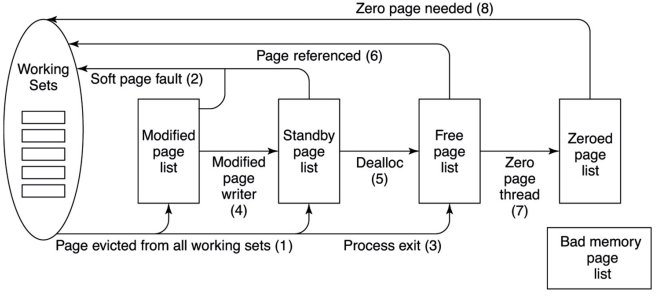 Zero page needed (8)
Page referenced (6)
Working
Sets
Soft page fault (2)
Modified
page
list
Standby
page
list
Free
page
list
Zeroed
page
list
Modified
page
writer
(4)
Dealloc
(5)
Zero
page
thread
(7)
Page evicted from all working sets (1)
Process exit (3)
Bad memory
page
list